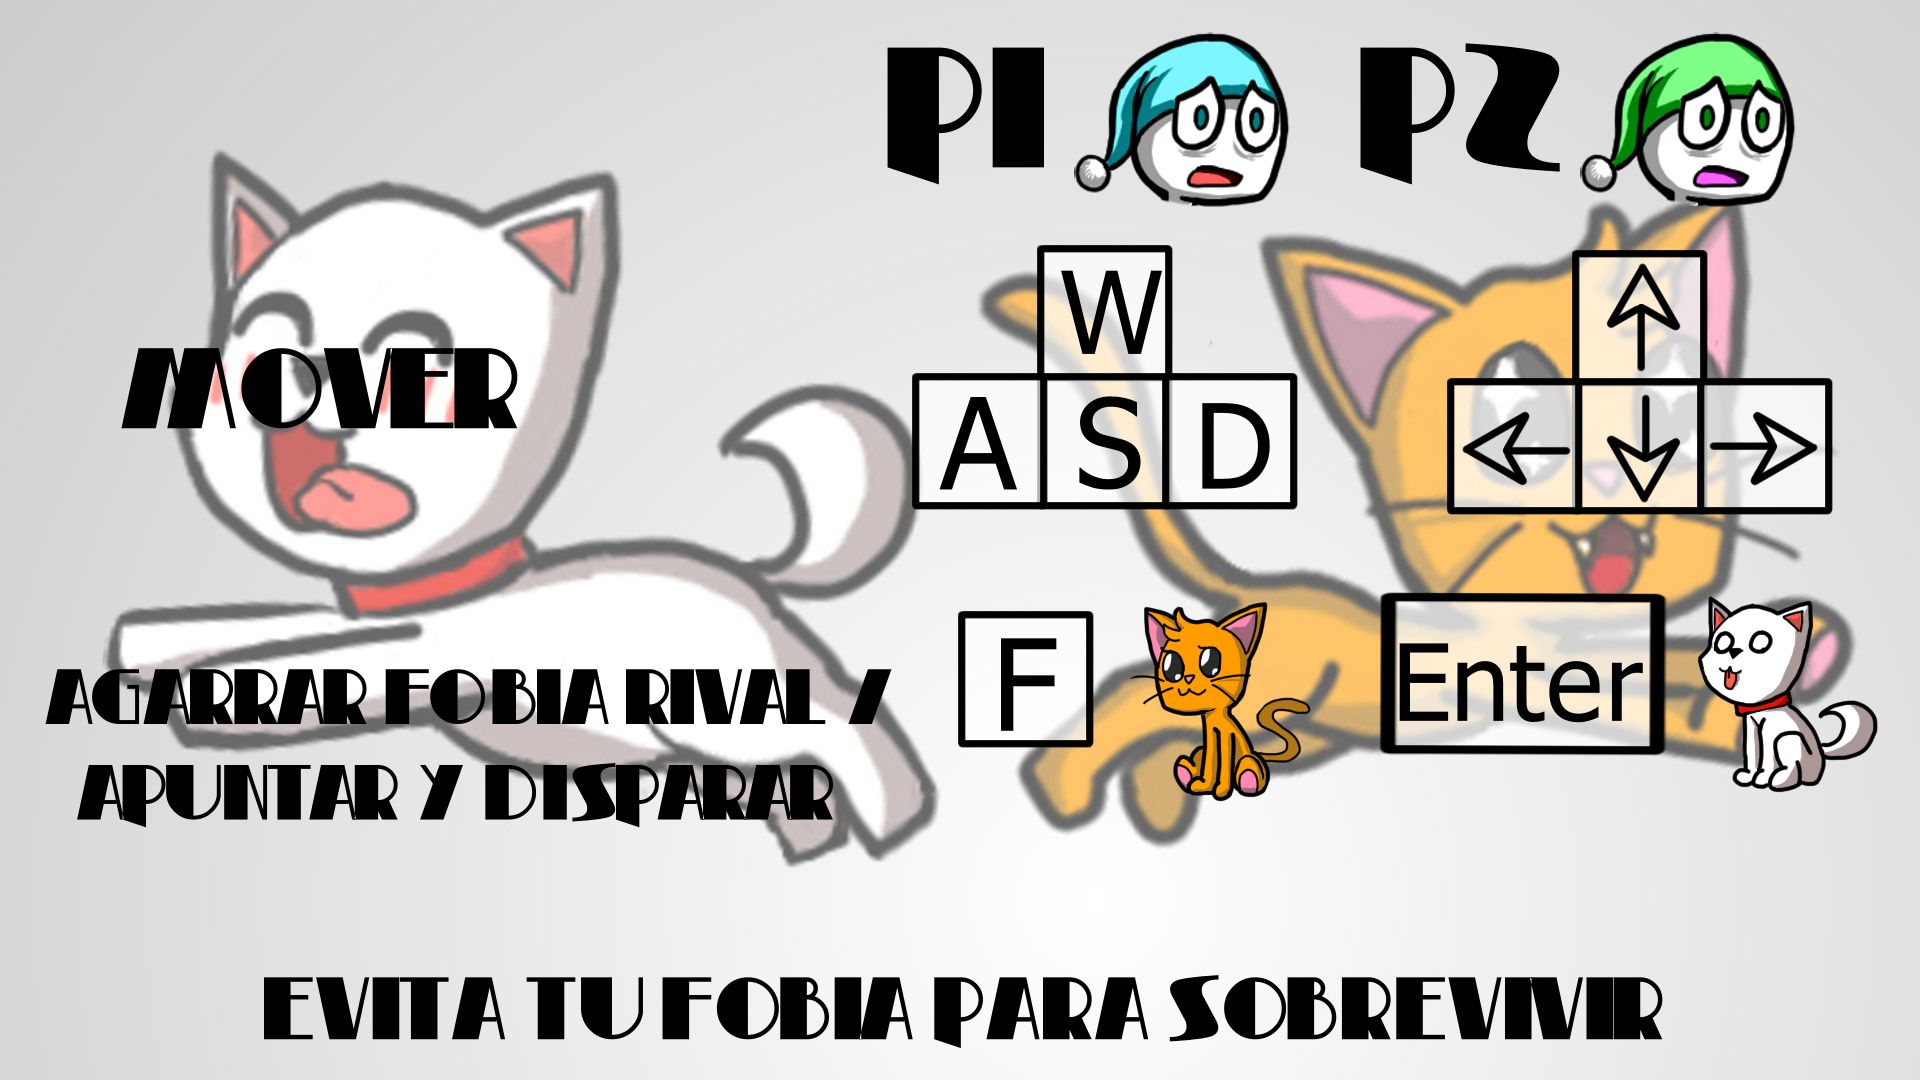 P1 P2
MOVER
W
A S D
↑
← ↓ →
AGARRAR FOBIA RIVAL /
APUNTAR Y DISPARAR
F Enter
EVITA TU FOBIA PARA SOBREVIVIR